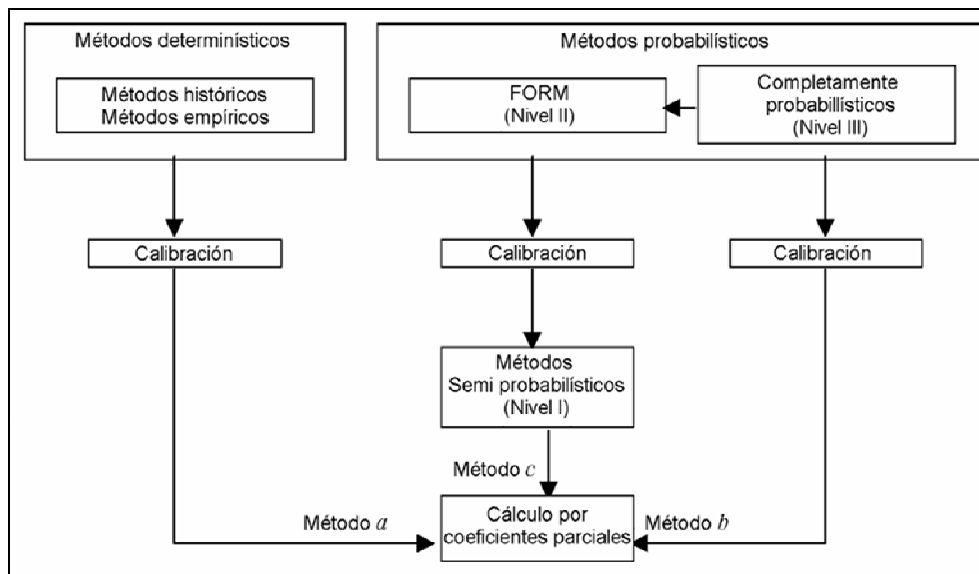 Métodos determinísticos
Métodos históricos
Métodos empíricos
Métodos probabilísticos
FORM
(Nivel II)
Completamente
probabillísticos
(Nivel III)
Calibración
Calibración
Calibración
Métodos
Semi probabilísticos
(Nivel I)
Método c
Método a
Cálculo por
coeficientes parciales
Método b